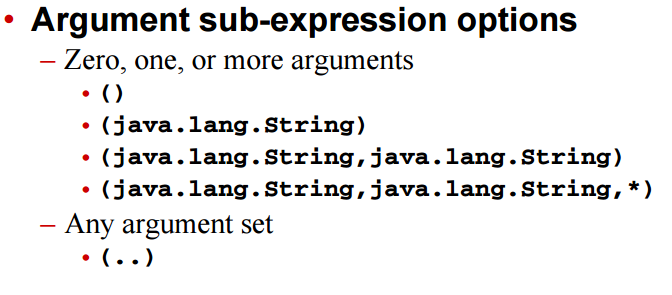 • Argument sub-expression options
– Zero, one, or more arguments
• ()
• (java.lang.String)
• (java.lang.String,java.lang.String)
• (java.lang.String,java.lang.String,*)
– Any argument set
• (..)